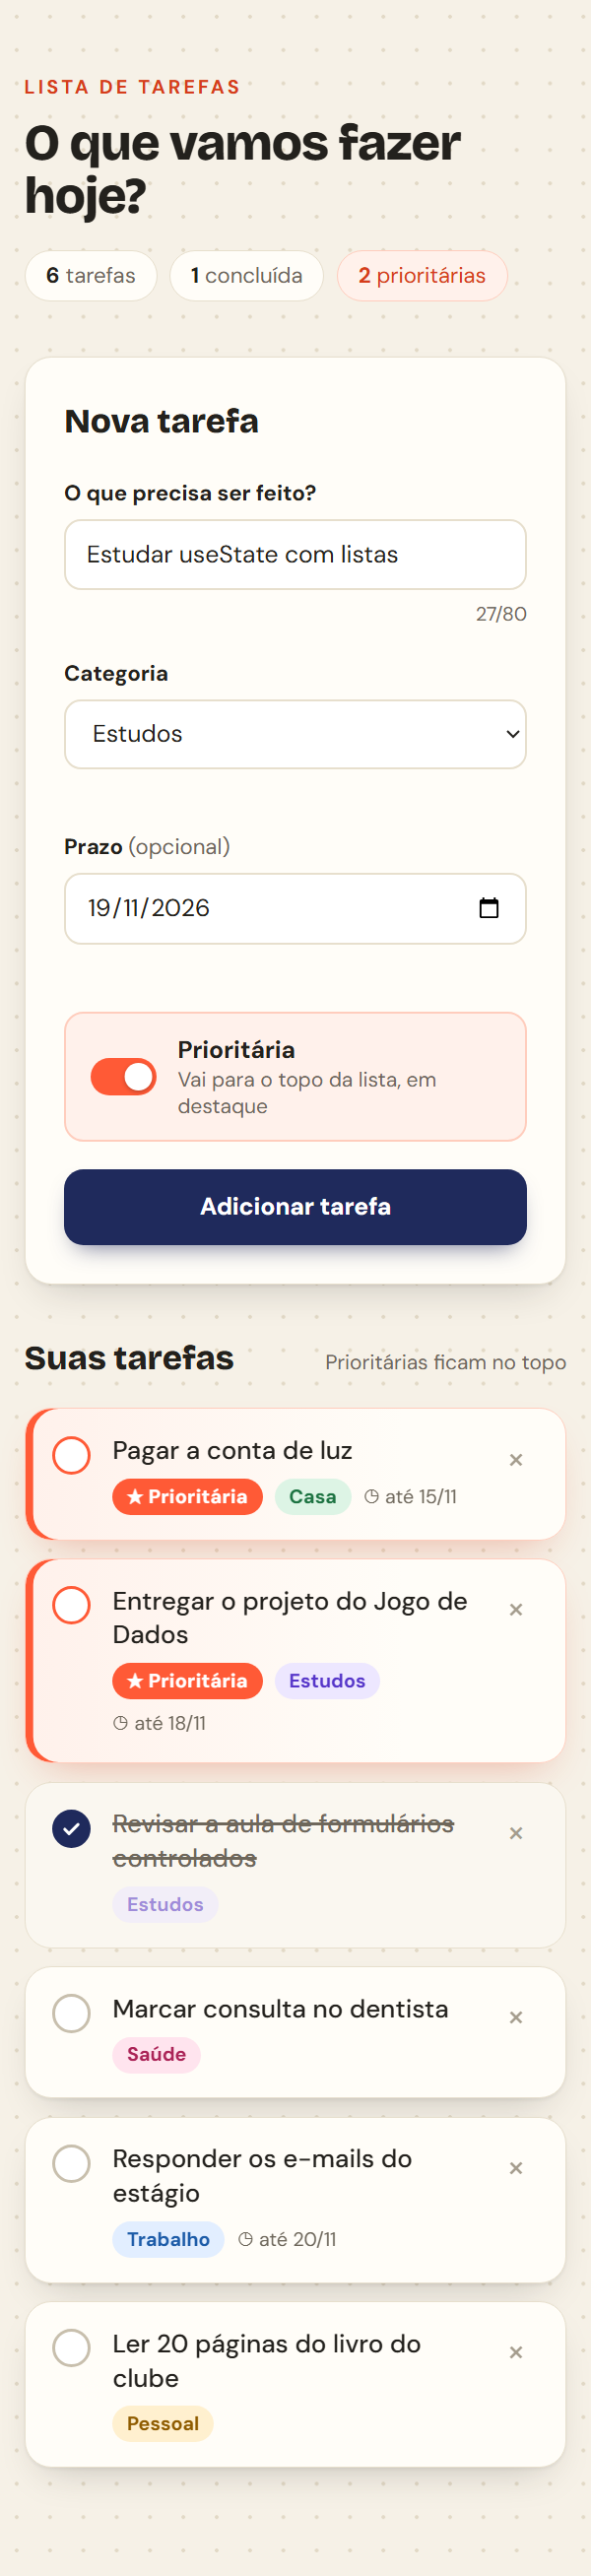 LISTA DE TAREFAS
O que vamos fazer
hoje?
6 tarefas
1 concluída
2 prioritárias
Nova tarefa
O que precisa ser feito?
Estudar useState com listas
27/80
Categoria
Estudos
Prazo (opcional)
19/11/2026
Prioritária
Vai para o topo da lista, em
destaque
Adicionar tarefa
Suas tarefas
Prioritárias ficam no topo
Pagar a conta de luz
×
★ Prioritária
Casa
até 15/11
Entregar o projeto do Jogo de
Dados
×
★ Prioritária
Estudos
até 18/11
Revisar a aula de formulários
controlados
×
Estudos
Marcar consulta no dentista
×
Saúde
Responder os e-mails do
estágio
×
Trabalho
até 20/11
Ler 20 páginas do livro do
clube
×
Pessoal